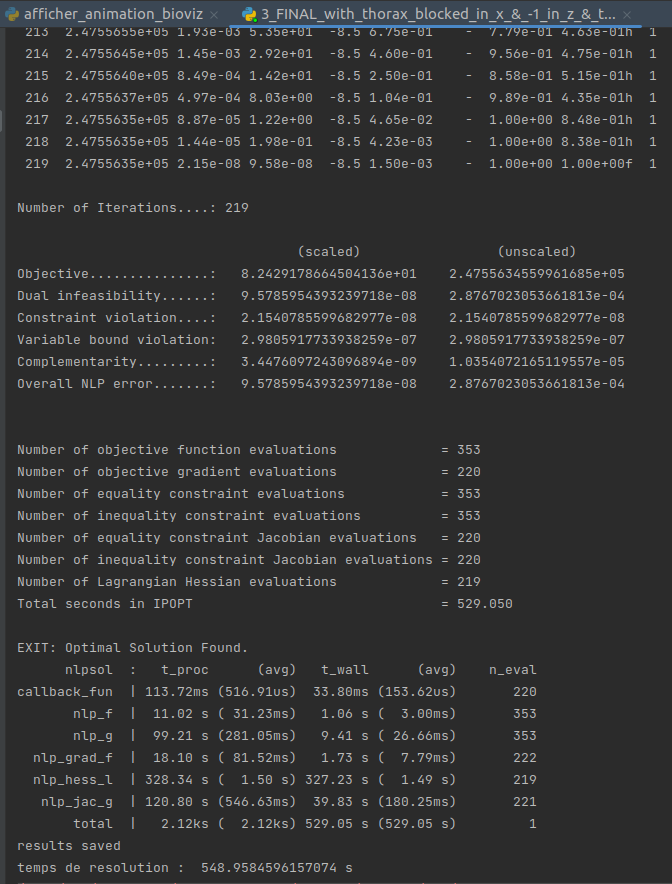 afficher_animation_bioviz × 3_FINAL_with_thorax_blocked_in_x_&_-1_in_z_&_t... ×
213 2.4755655e+05 1.93e-03 5.35e+01 -8.5 6.75e-01 - 7.79e-01 4.63e-01h 1
214 2.4755645e+05 1.45e-03 2.92e+01 -8.5 4.60e-01 - 9.56e-01 4.75e-01h 1
215 2.4755640e+05 8.49e-04 1.42e+01 -8.5 2.50e-01 - 8.58e-01 5.15e-01h 1
216 2.4755637e+05 4.97e-04 8.03e+00 -8.5 1.04e-01 - 9.89e-01 4.35e-01h 1
217 2.4755635e+05 8.87e-05 1.22e+00 -8.5 4.65e-02 - 1.00e+00 8.48e-01h 1
218 2.4755635e+05 1.44e-05 1.98e-01 -8.5 4.23e-03 - 1.00e+00 8.38e-01h 1
219 2.4755635e+05 2.15e-08 9.58e-08 -8.5 1.50e-03 - 1.00e+00 1.00e+00f 1
Number of Iterations....: 219
(scaled) (unscaled)
Objective...............: 8.2429178664504136e+01 2.4755634559961685e+05
Dual infeasibility......: 9.5785954393239718e-08 2.8767023053661813e-04
Constraint violation....: 2.1540785599682977e-08 2.1540785599682977e-08
Variable bound violation: 2.9805917733938259e-07 2.9805917733938259e-07
Complementarity.........: 3.4476097243096894e-09 1.0354072165119557e-05
Overall NLP error.......: 9.5785954393239718e-08 2.8767023053661813e-04
Number of objective function evaluations = 353
Number of objective gradient evaluations = 220
Number of equality constraint evaluations = 353
Number of inequality constraint evaluations = 353
Number of equality constraint Jacobian evaluations = 220
Number of inequality constraint Jacobian evaluations = 220
Number of Lagrangian Hessian evaluations = 219
Total seconds in IPOPT = 529.050
EXIT: Optimal Solution Found.
nlpsol : t_proc (avg) t_wall (avg) n_eval
callback_fun | 113.72ms (516.91us) 33.80ms (153.62us) 220
nlp_f | 11.02 s ( 31.23ms) 1.06 s ( 3.00ms) 353
nlp_g | 99.21 s (281.05ms) 9.41 s ( 26.66ms) 353
nlp_grad_f | 18.10 s ( 81.52ms) 1.73 s ( 7.79ms) 222
nlp_hess_l | 328.34 s ( 1.50 s) 327.23 s ( 1.49 s) 219
nlp_jac_g | 120.80 s (546.63ms) 39.83 s (180.25ms) 221
total | 2.12ks ( 2.12ks) 529.05 s (529.05 s) 1
results saved
temps de resolution : 548.9584596157074 s